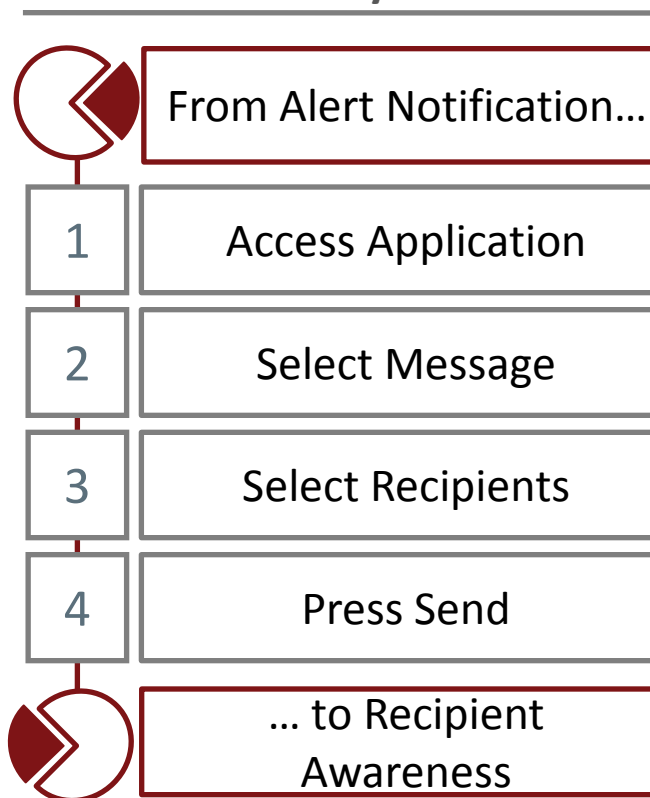 From Alert Notification…
1
Access Application
2
Select Message
3
Select Recipients
4
Press Send
… to Recipient
Awareness